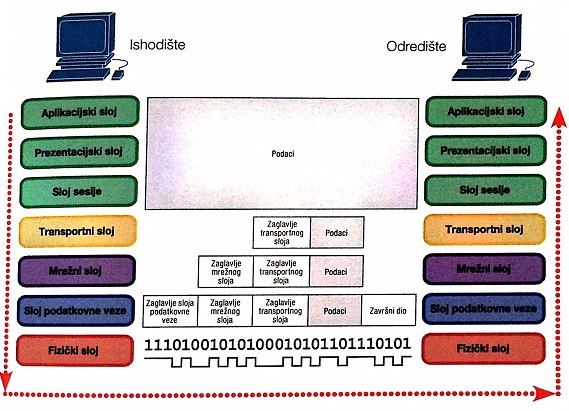 Ishodište
Odredište
Aplikacijski sloj
Prezentacijski sloj
Sloj sesije
Transportni sloj
Mrežni sloj
Sloj podatkovne veze
Fizički sloj
Podaci
Zaglavlje
transportnog
sloja
Podaci
Zaglavlje
mrežnog
sloja
Zaglavlje
transportnog
sloja
Podaci
Zaglavlje sloja
podatkovne
veze
Zaglavlje
mrežnog
sloja
Zaglavlje
transportnog
sloja
Podaci
Završni dio
1110100101010001010110111​0101
Aplikacijski sloj
Prezentacijski sloj
Sloj sesije
Transportni sloj
Mrežni sloj
Sloj podatkovne veze
Fizički sloj